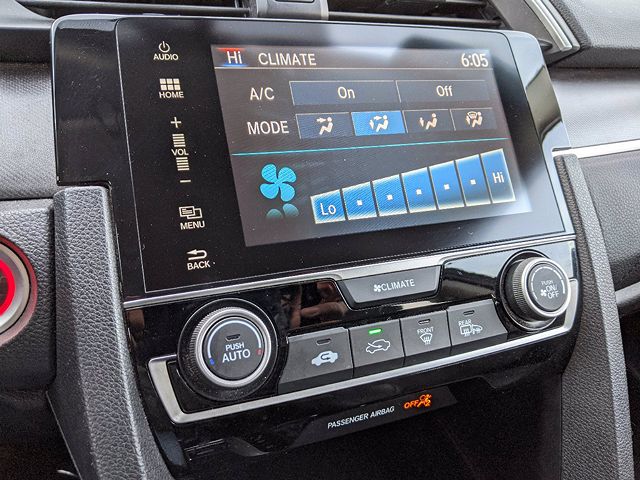 AUDIO
HOME
+
VOL
−
MENU
BACK
Hi CLIMATE 6:05
A/C On Off
MODE
Lo Hi
CLIMATE
PUSH
AUTO
FRONT
REAR
PUSH
ON/
OFF
PASSENGER AIRBAG OFF